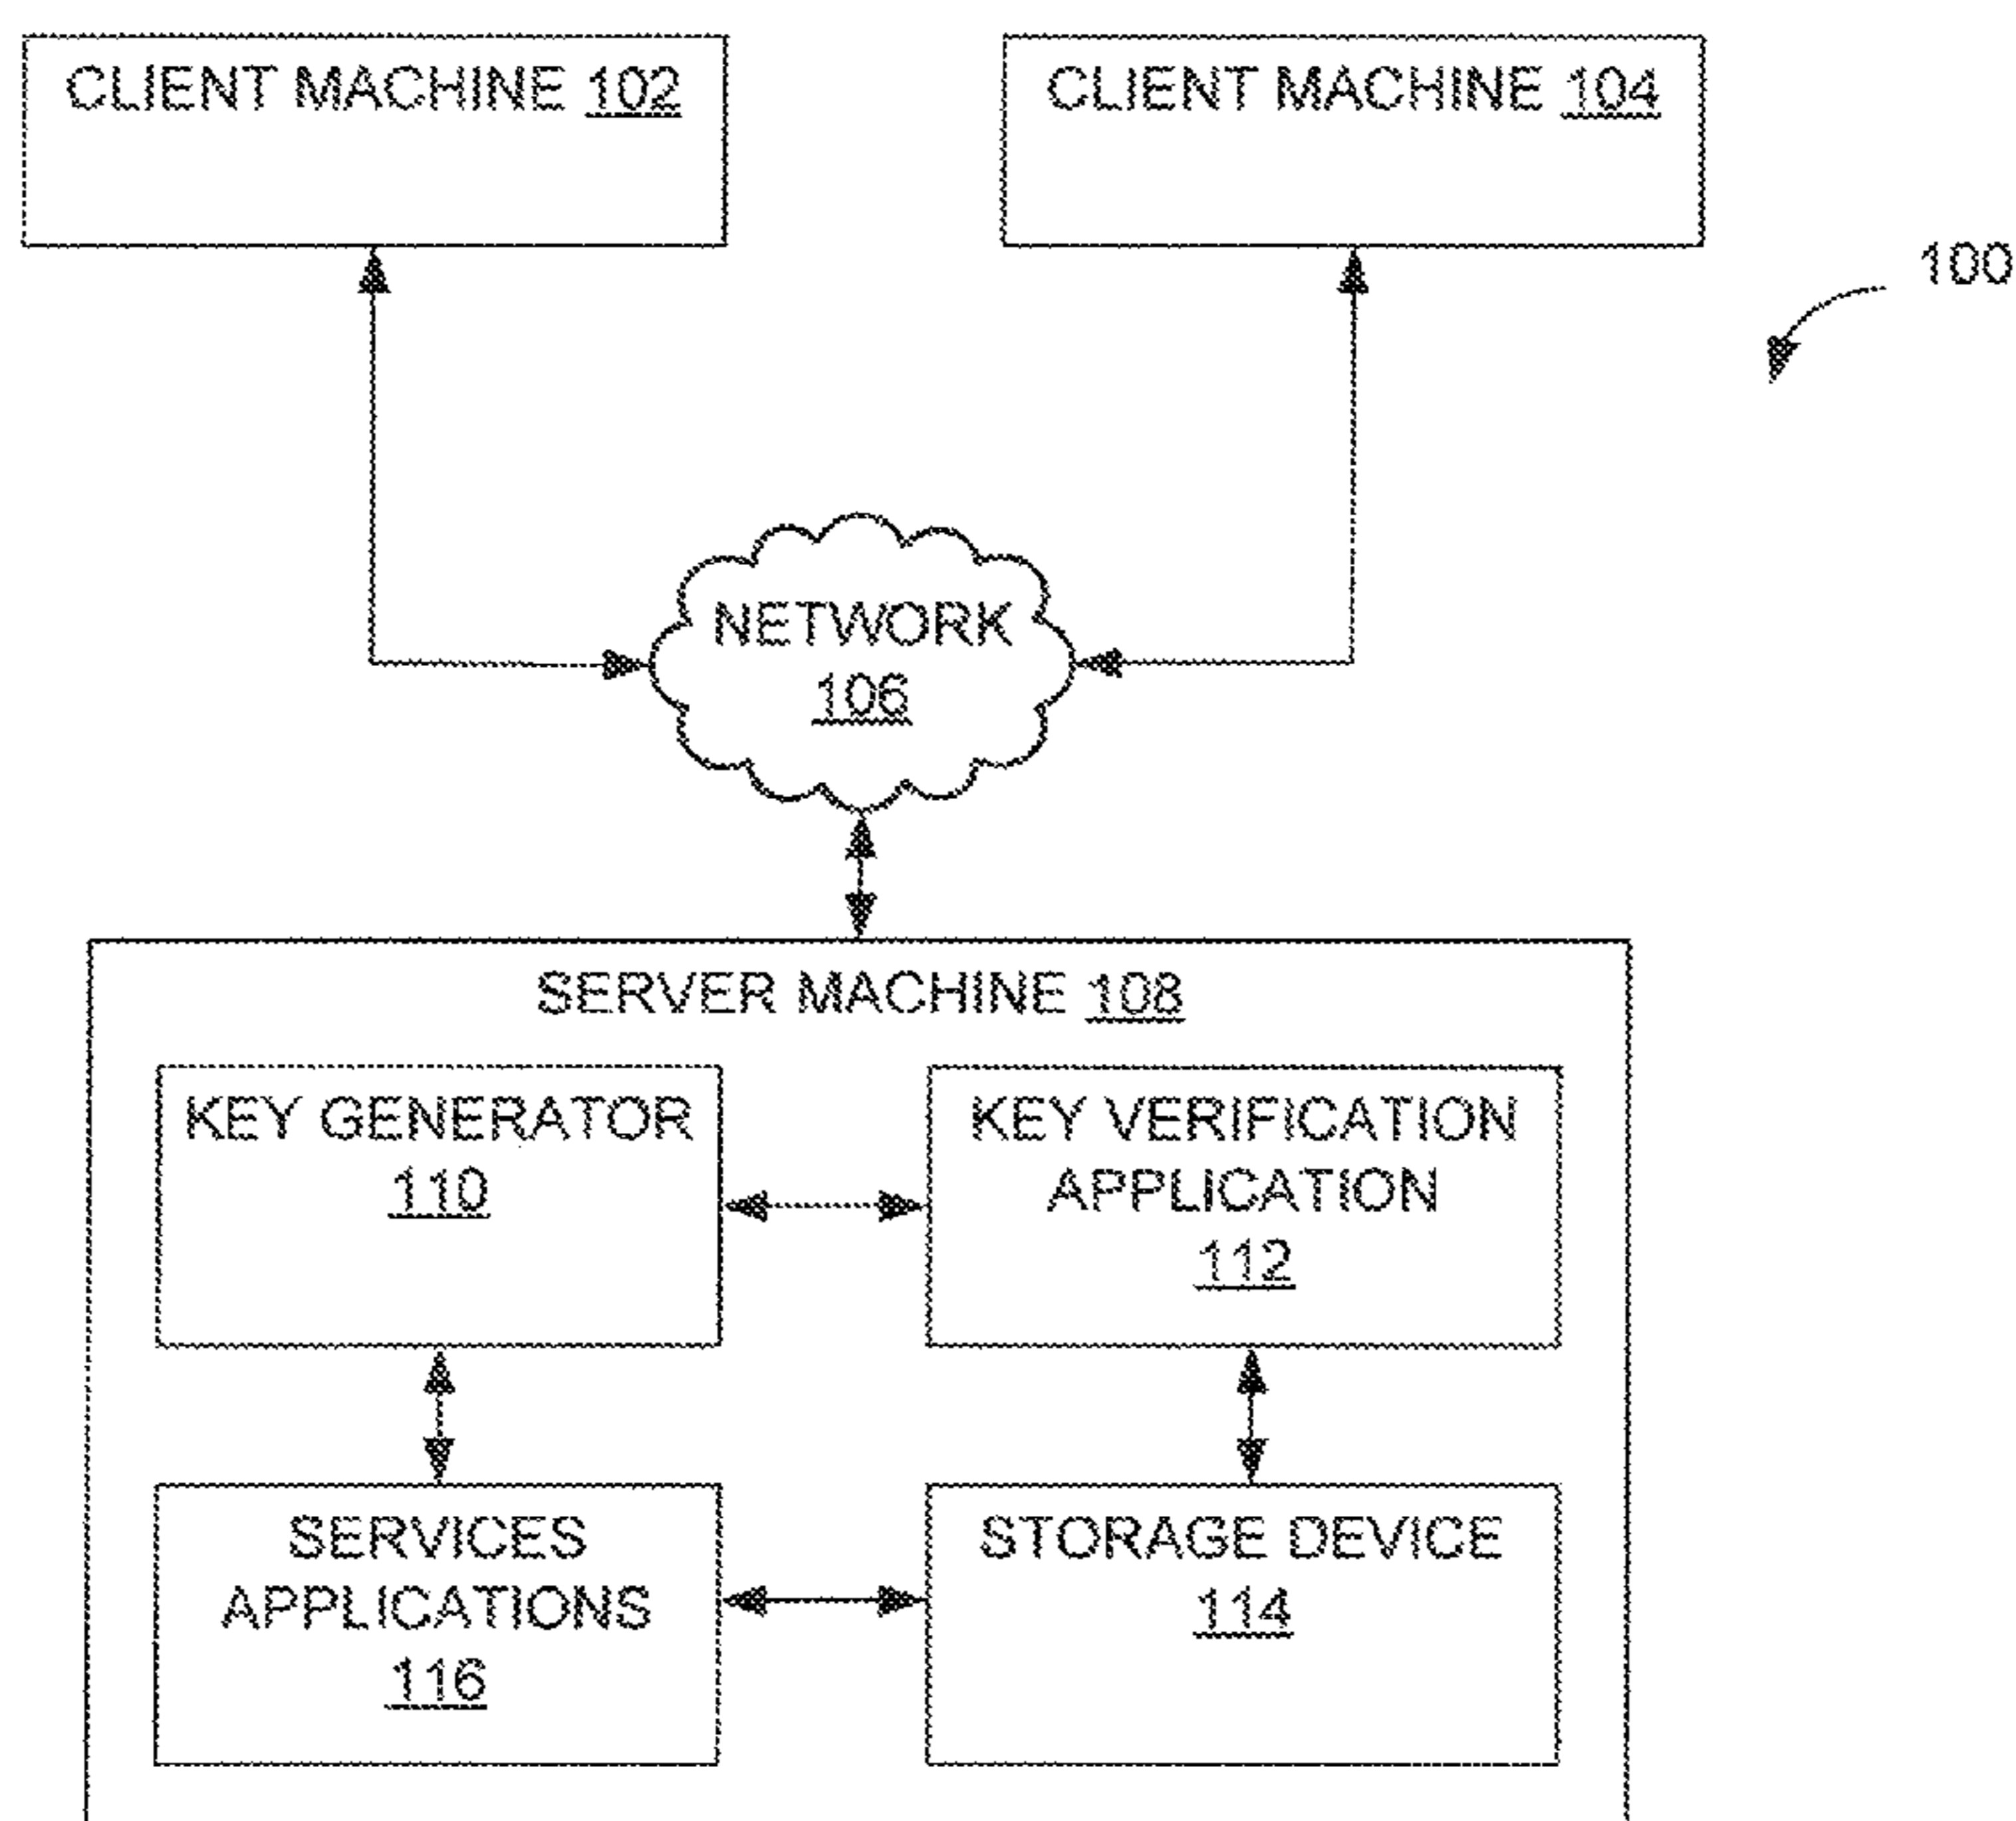 CLIENT MACHINE 102
CLIENT MACHINE 104
100
NETWORK
106
SERVER MACHINE 108
KEY GENERATOR
110
KEY VERIFICATION
APPLICATION
112
SERVICES
APPLICATIONS
116
STORAGE DEVICE
114